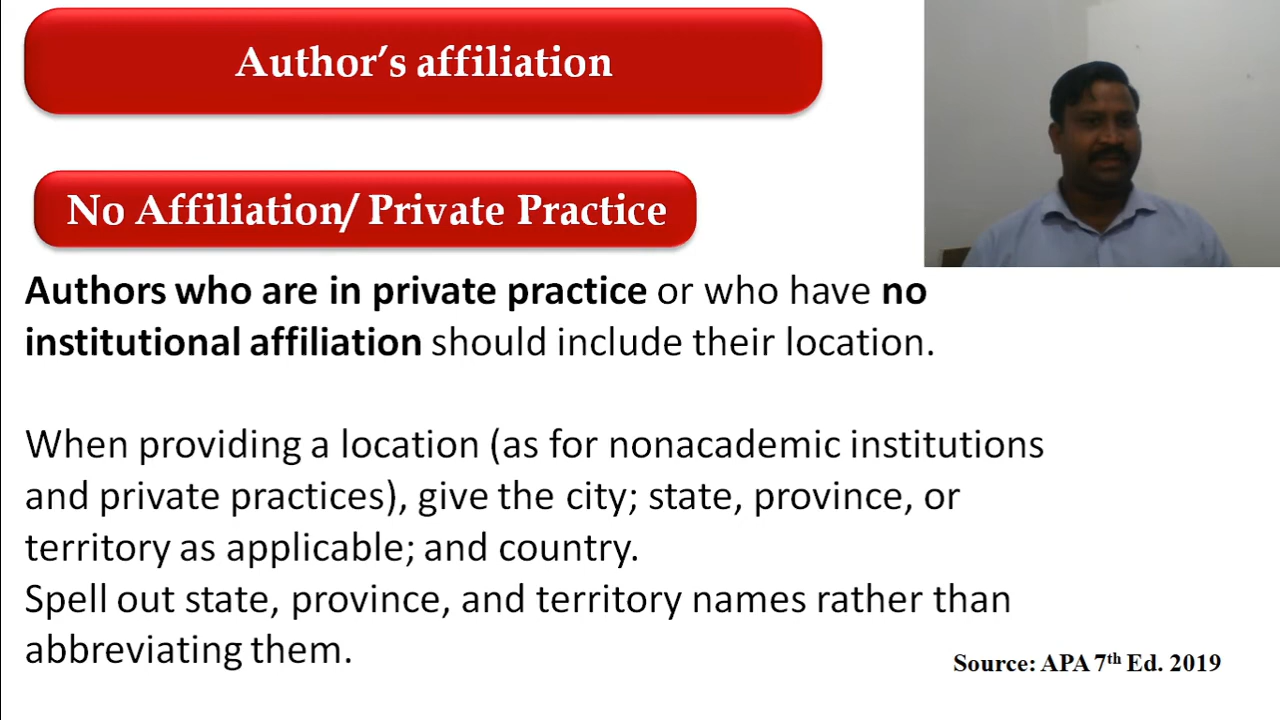 Author’s affiliation
No Affiliation/ Private Practice
Authors who are in private practice or who have no
institutional affiliation should include their location.
When providing a location (as for nonacademic institutions
and private practices), give the city; state, province, or
territory as applicable; and country.
Spell out state, province, and territory names rather than
abbreviating them.
Source: APA 7th Ed. 2019